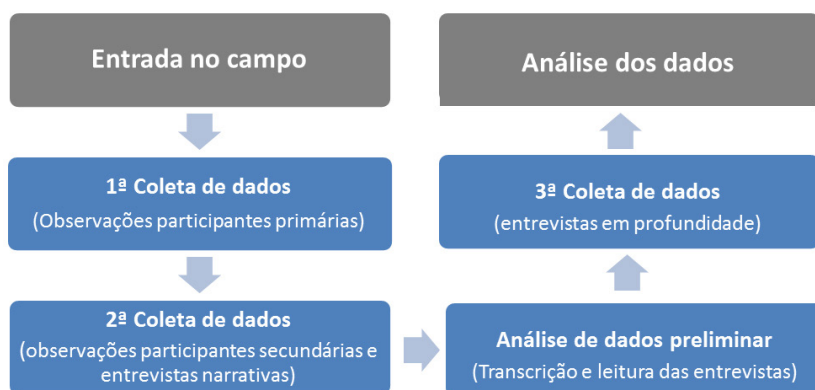 Entrada no campo
1ª Coleta de dados
(Observações participantes primárias)
2ª Coleta de dados
(observações participantes secundárias e
entrevistas narrativas)
Análise de dados preliminar
(Transcrição e leitura das entrevistas)
3ª Coleta de dados
(entrevistas em profundidade)
Análise dos dados